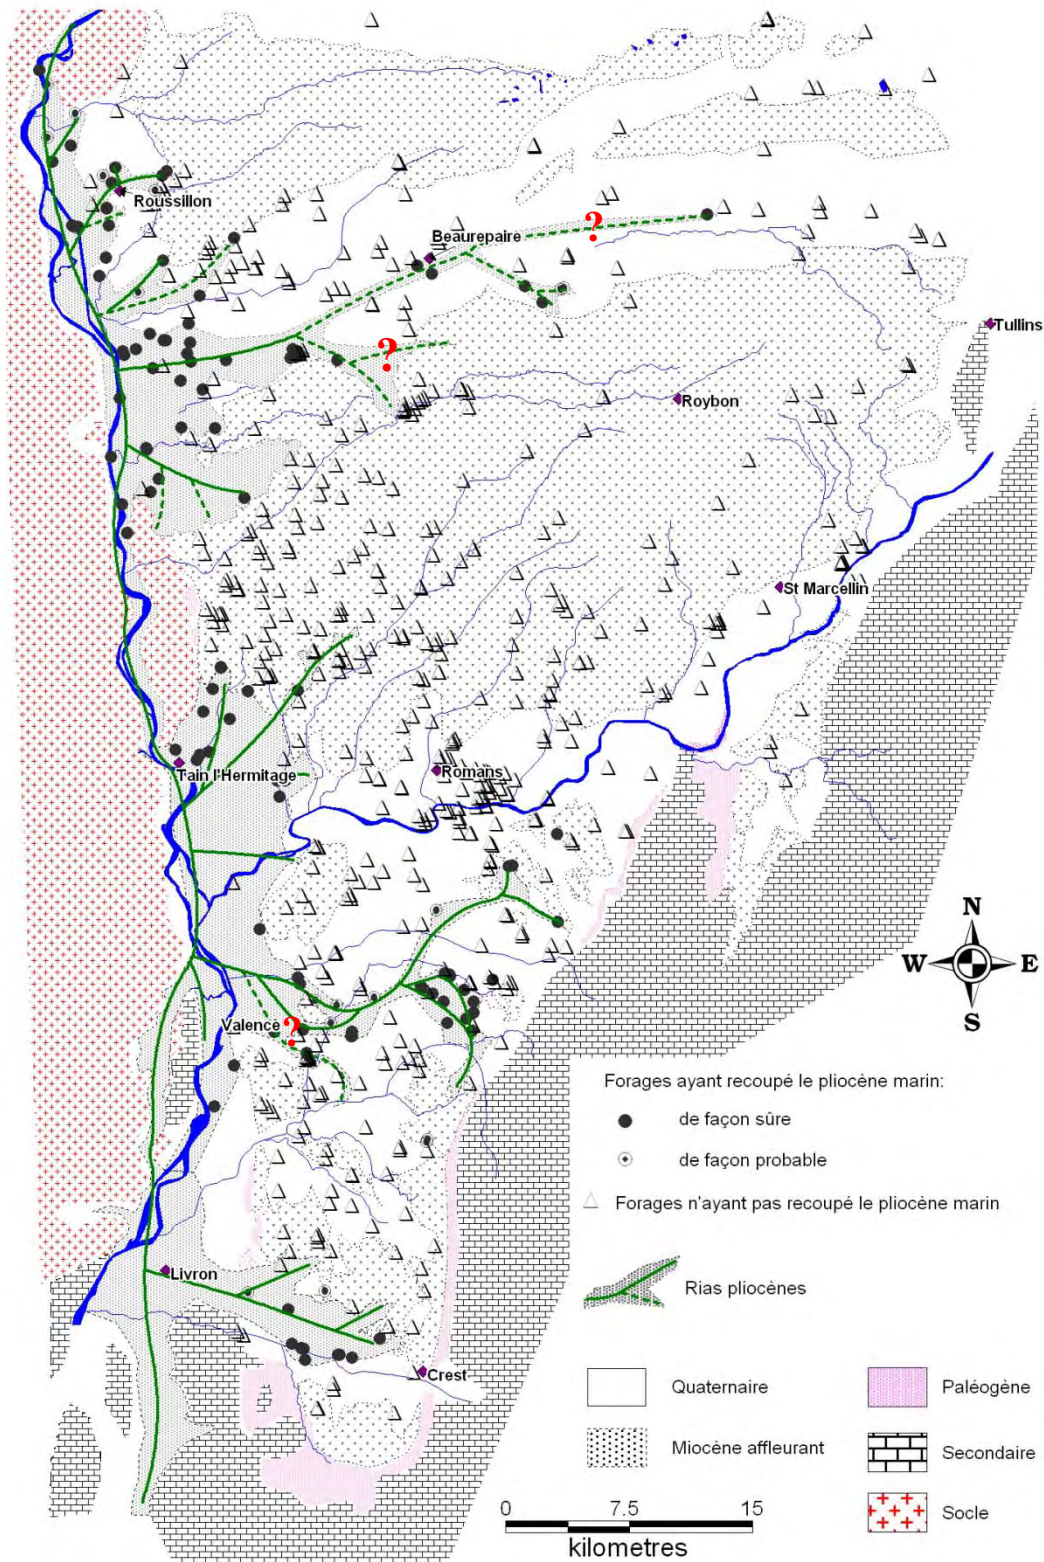 Roussillon
?
Beaurepaire
Tullins
?
Roybon
St Marcellin
Tain l'Hermitage
Romans
N
W
E
S
Valence
?
Forages ayant recoupé le pliocène marin:
de façon sûre
de façon probable
Forages n'ayant pas recoupé le pliocène marin
Livron
Rias pliocènes
Crest
Quaternaire
Paléogène
Miocène affleurant
Secondaire
Socle
0 7.5 15
kilometres